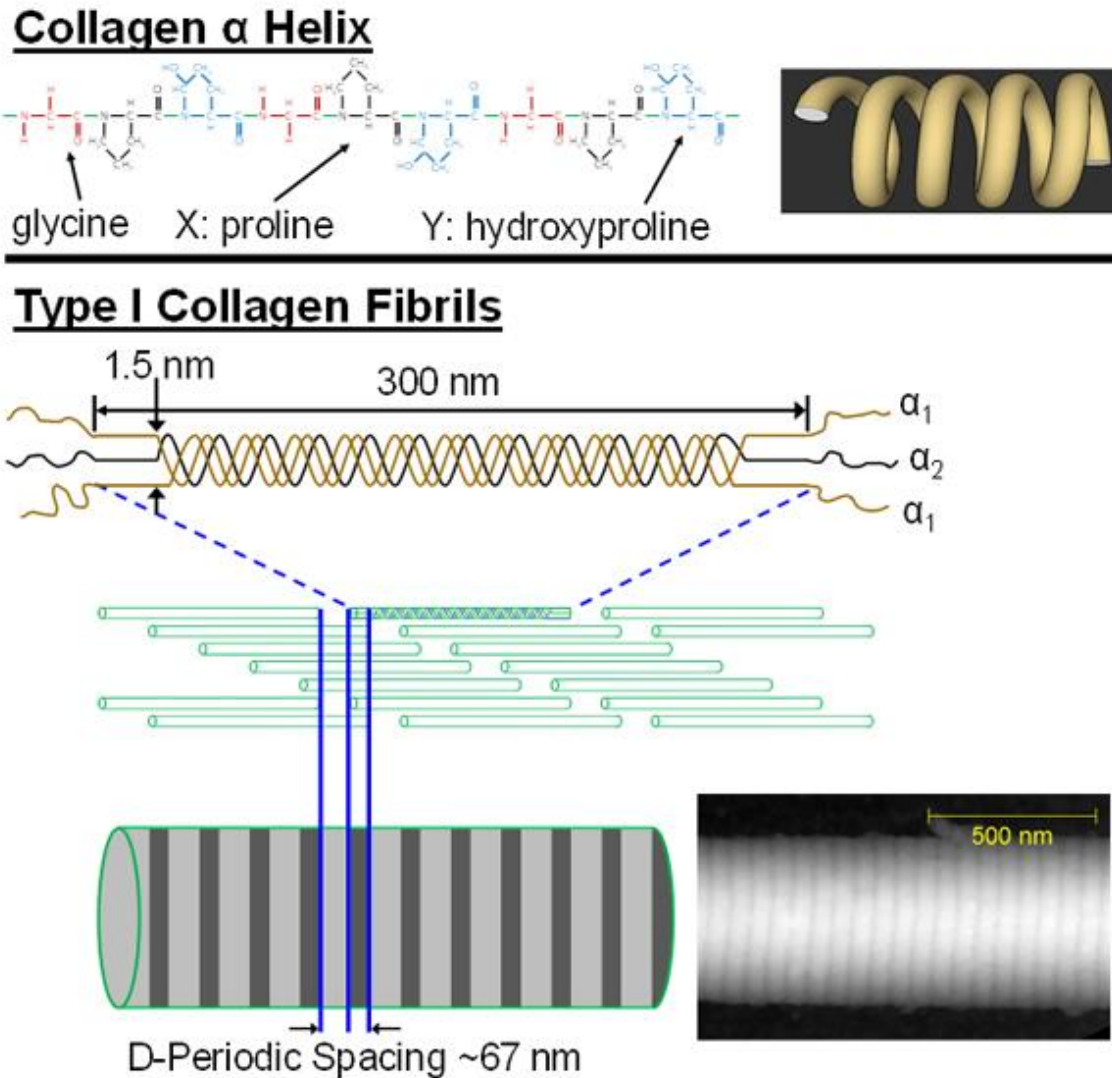 Collagen α Helix
glycine
X: proline
Y: hydroxyproline
Type I Collagen Fibrils
1.5 nm
300 nm
α1
α2
α1
500 nm
D-Periodic Spacing ~67 nm